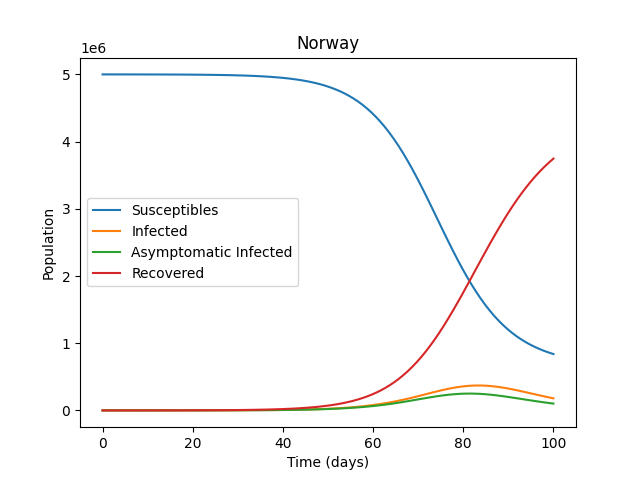 Norway
1e6
5
4
3
2
1
0
Population
Susceptibles
Infected
Asymptomatic Infected
Recovered
0 20 40 60 80 100
Time (days)